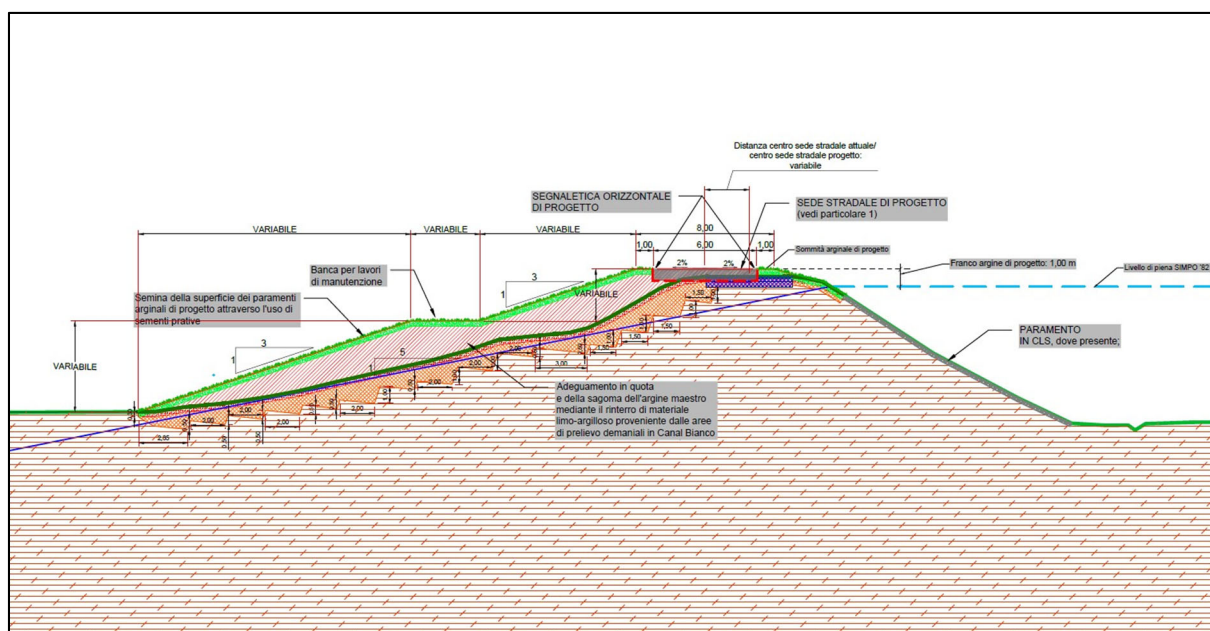 Distanza centro sede stradale attuale/
centro sede stradale progetto:
variabile
SEGNALETICA ORIZZONTALE
DI PROGETTO
SEDE STRADALE DI PROGETTO
(vedi particolare 1)
VARIABILE
VARIABILE
VARIABILE
8,00
1,00
6,00
1,00
Sommità arginale di progetto
2%
2%
Franco argine di progetto: 1,00 m
Livello di piena SIMPO '82
Banca per lavori
di manutenzione
3
1
VARIABILE
Semina della superficie dei paramenti
arginali di progetto attraverso l'uso di
sementi prative
1,50
1,50
1,50
1,50
3
1
5
1
VARIABILE
PARAMENTO
IN CLS, dove presente;
2,00
3,00
2,00
2,00
Adeguamento in quota
e della sagoma dell'argine maestro
mediante il rinterro di materiale
limo-argilloso proveniente dalle aree
di prelievo demaniali in Canal Bianco
2,00
2,00
3,00
2,00
2,65